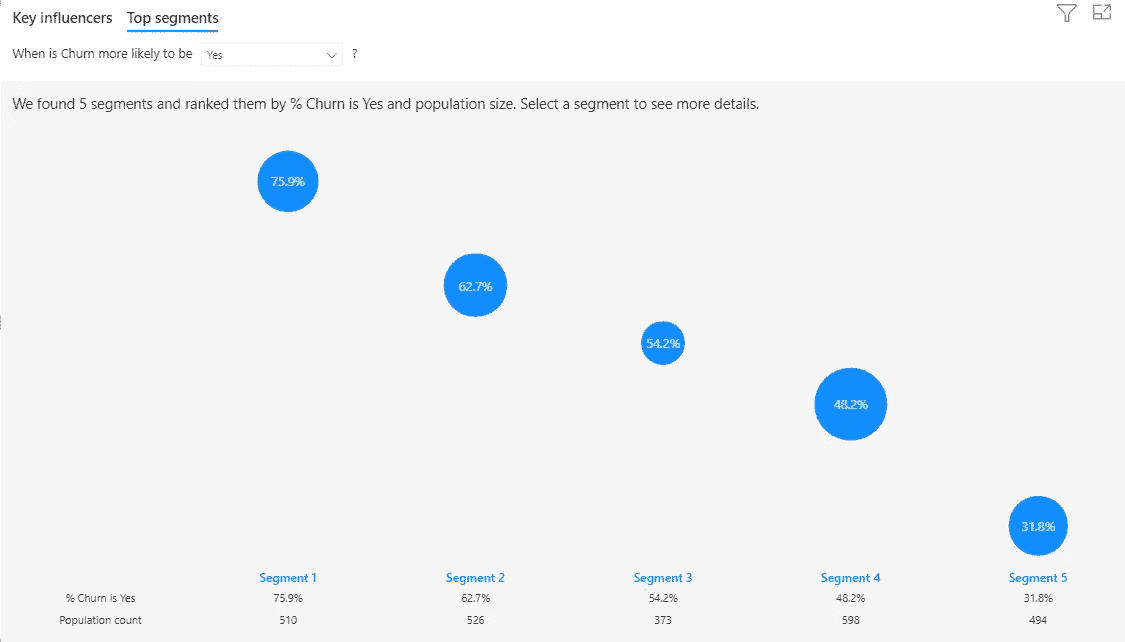 Key influencers Top segments
When is Churn more likely to be Yes ?
We found 5 segments and ranked them by % Churn is Yes and population size. Select a segment to see more details.
75.9%
62.7%
54.2%
48.2%
31.8%
Segment 1 Segment 2 Segment 3 Segment 4 Segment 5
% Churn is Yes 75.9% 62.7% 54.2% 48.2% 31.8%
Population count 510 526 373 598 494